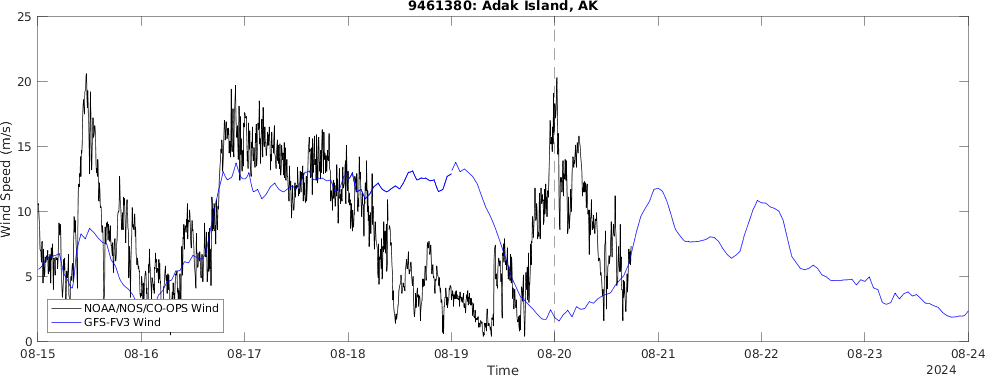 9461380: Adak Island, AK
25
20
15
10
5
0
Wind Speed (m/s)
NOAA/NOS/CO-OPS Wind
GFS-FV3 Wind
08-15 08-16 08-17 08-18 08-19 08-20 08-21 08-22 08-23 08-24
Time
2024